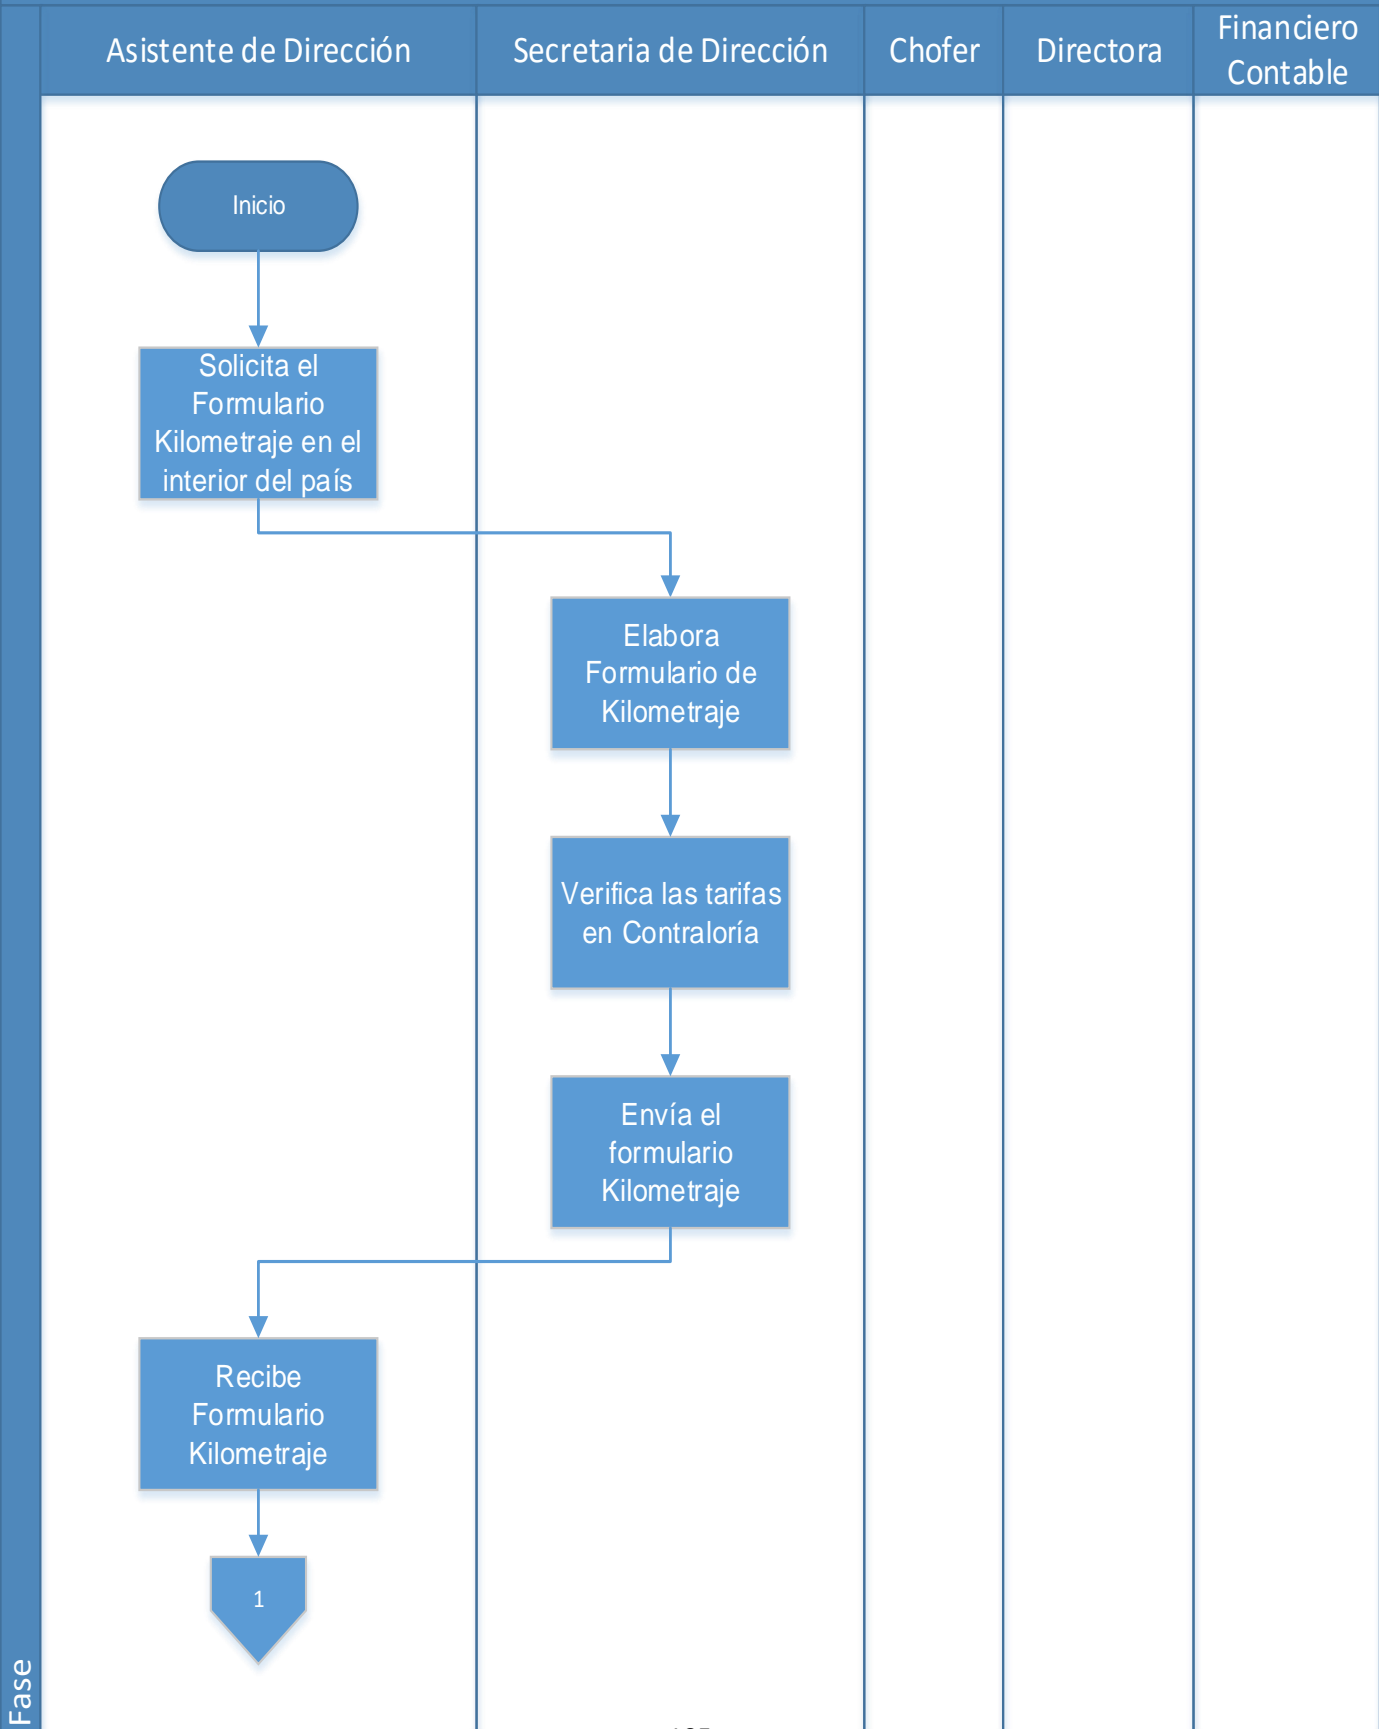 Asistente de Dirección
Secretaria de Dirección
Chofer
Directora
Financiero
Contable
Inicio
Solicita el
Formulario
Kilometraje en el
interior del país
Elabora
Formulario de
Kilometraje
Verifica las tarifas
en Contraloría
Envía el
formulario
Kilometraje
Recibe
Formulario
Kilometraje
1
Fase